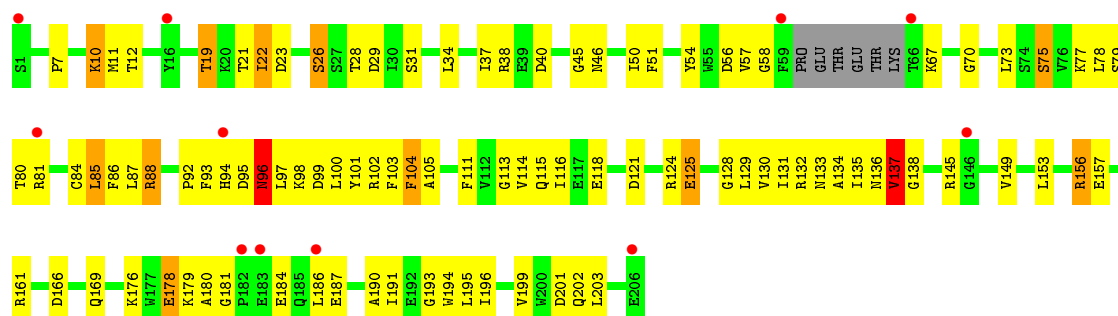 S1 P7 K10 M11 T12 Y16 T19 K20 T21 I22 D23 S26 S27 T28 D29 I30 S31 L34 I37 R38 E39 D40 G45 N46 I50 F51 Y54 W55 D56 V57 G58 F59 PRO GLU THR GLU THR LYS T66 K67 G70 L73 S74 S75 V76 K77 L78 S79
T80 R81 C84 L85 F86 L87 R88 P92 F93 H94 D95 N96 L97 K98 D99 L100 Y101 R102 F103 F104 A105 F111 V112 G113 V114 Q115 I116 E117 E118 D121 R124 E125 G128 L129 V130 I131 R132 N133 A134 I135 N136 V137 G138 R145 G146 V149 L153 R156 E157
R161 D166 Q169 K176 W177 E178 K179 A180 G181 P182 E183 E184 Q185 L186 E187 A190 I191 E192 G193 W194 L195 I196 V199 W200 D201 Q202 L203 E206